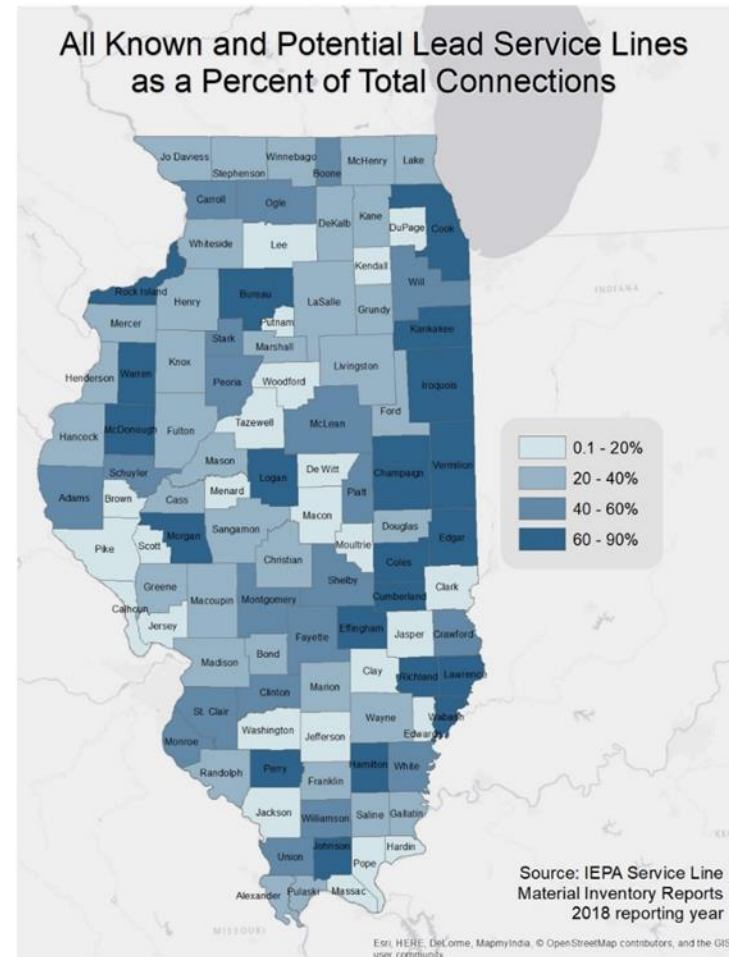 All Known and Potential Lead Service Lines
as a Percent of Total Connections
Jo Daviess
Stephenson
Winnebago
Boone
McHenry
Lake
Carroll
Ogle
DeKalb
Kane
DuPage
Cook
Whiteside
Lee
Kendall
Will
Rock Island
Henry
Bureau
Putnam
LaSalle
Grundy
INDIANA
Mercer
Stark
Marshall
Kankakee
Henderson
Warren
Knox
Peoria
Woodford
Livingston
Iroquois
Hancock
McDonough
Fulton
Tazewell
McLean
Ford
0.1 - 20%
20 - 40%
40 - 60%
60 - 90%
Adams
Schuyler
Mason
Logan
De Witt
Piatt
Champaign
Vermilion
Brown
Cass
Menard
Macon
Pike
Scott
Morgan
Sangamon
Christian
Moultrie
Douglas
Coles
Edgar
Calhoun
Greene
Jersey
Macoupin
Montgomery
Shelby
Cumberland
Clark
Madison
Bond
Fayette
Effingham
Jasper
Crawford
St. Clair
Clinton
Marion
Clay
Richland
Lawrence
Monroe
Washington
Jefferson
Wayne
Edwards
Wabash
Randolph
Perry
Franklin
Hamilton
White
Jackson
Williamson
Saline
Gallatin
Union
Johnson
Pope
Hardin
Alexander
Pulaski
Massac
MISSOURI
Source: IEPA Service Line
Material Inventory Reports
2018 reporting year
Esri, HERE, DeLorme, MapmyIndia, © OpenStreetMap contributors, and the GIS
user community